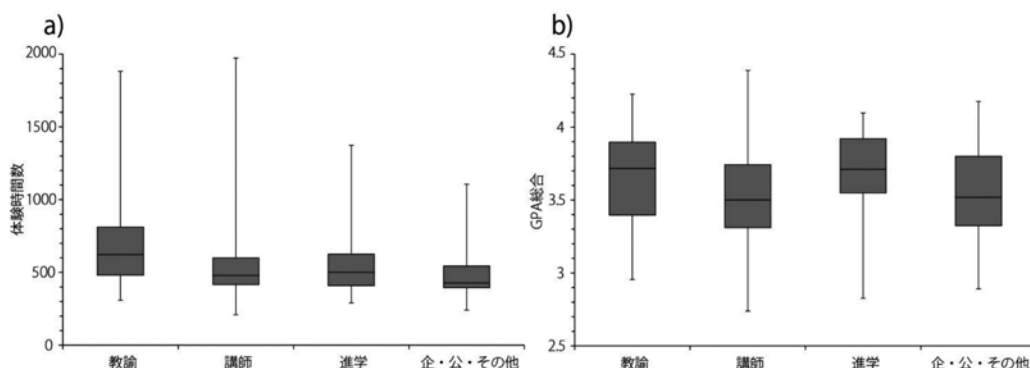 a)
体験時間数
2000
1500
1000
500
0
教諭
講師
進学
企・公・その他
b)
GPA総合
4.5
4
3.5
3
2.5
教諭
講師
進学
企・公・その他